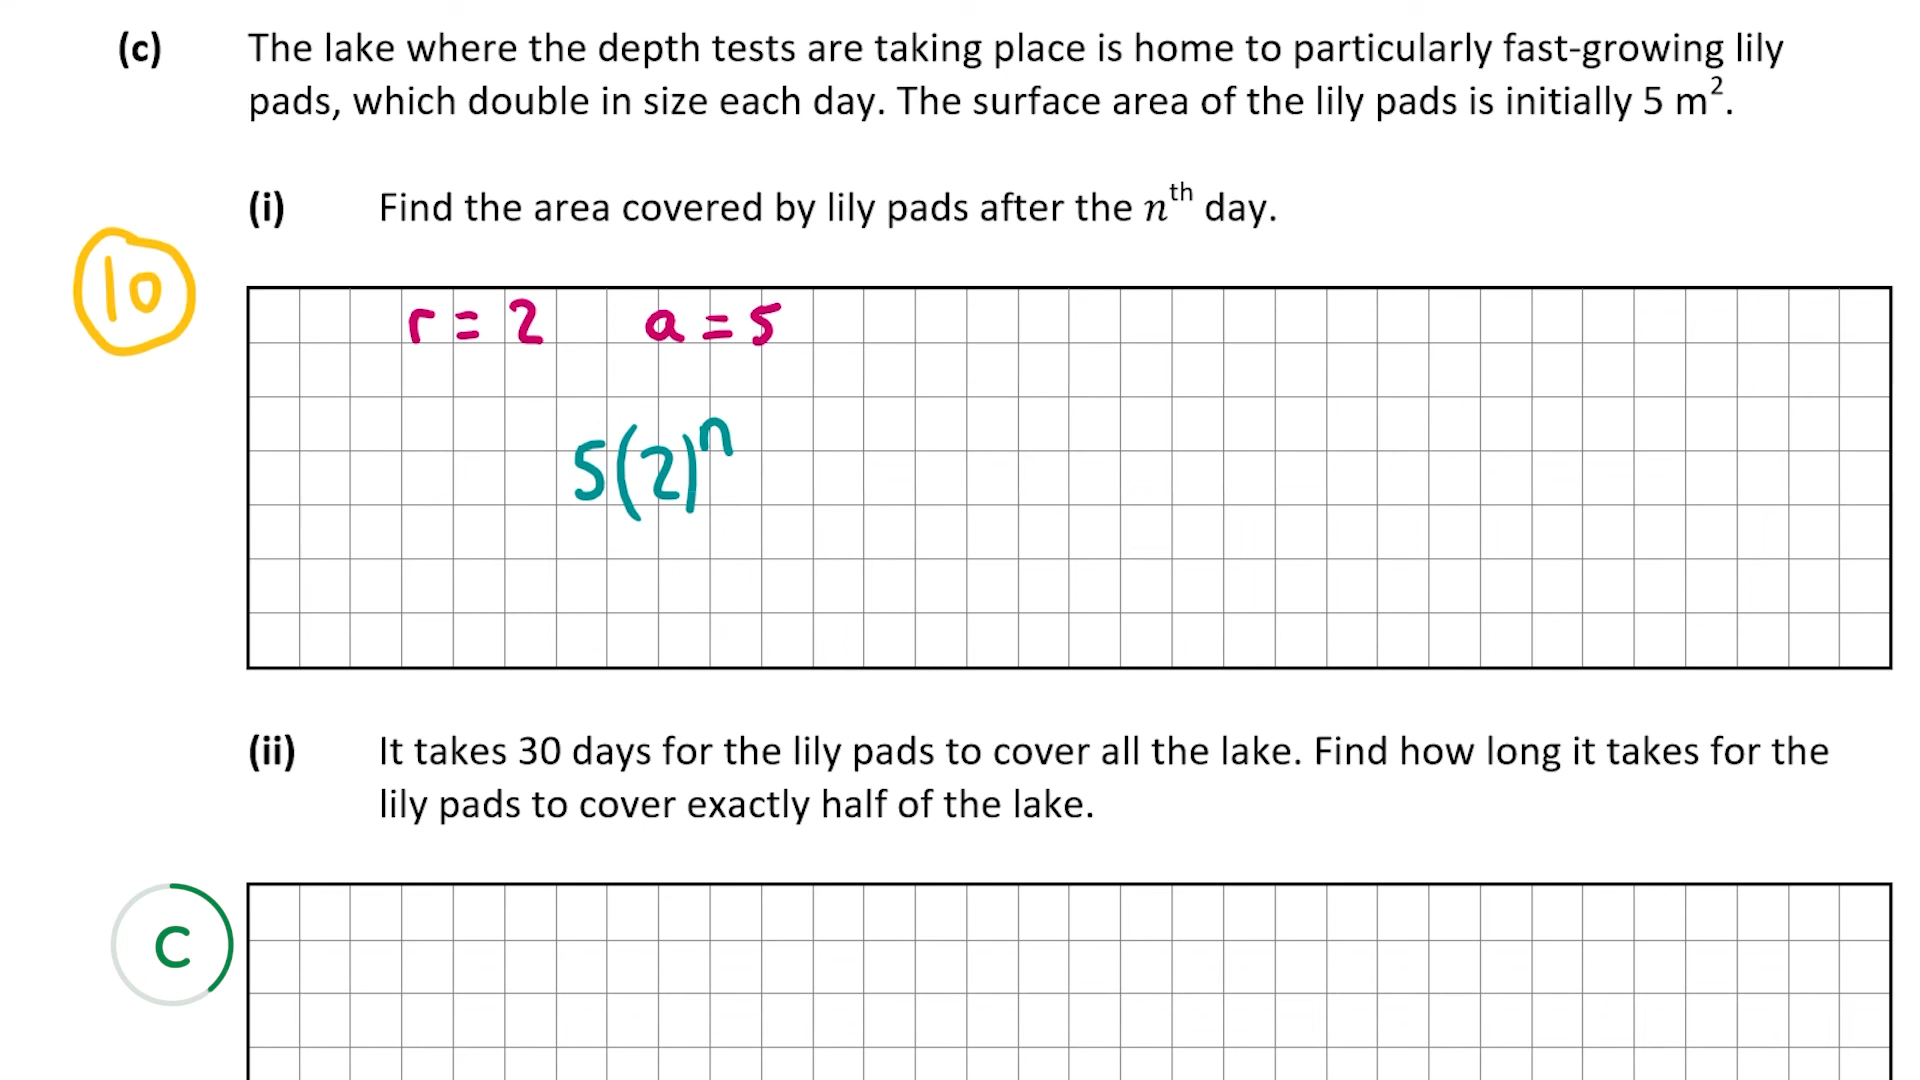 (c) The lake where the depth tests are taking place is home to particularly fast-growing lily
pads, which double in size each day. The surface area of the lily pads is initially 5 m².
(i) Find the area covered by lily pads after the nᵗʰ day.
10
r = 2 a = 5
5(2)ⁿ
(ii) It takes 30 days for the lily pads to cover all the lake. Find how long it takes for the
lily pads to cover exactly half of the lake.
C